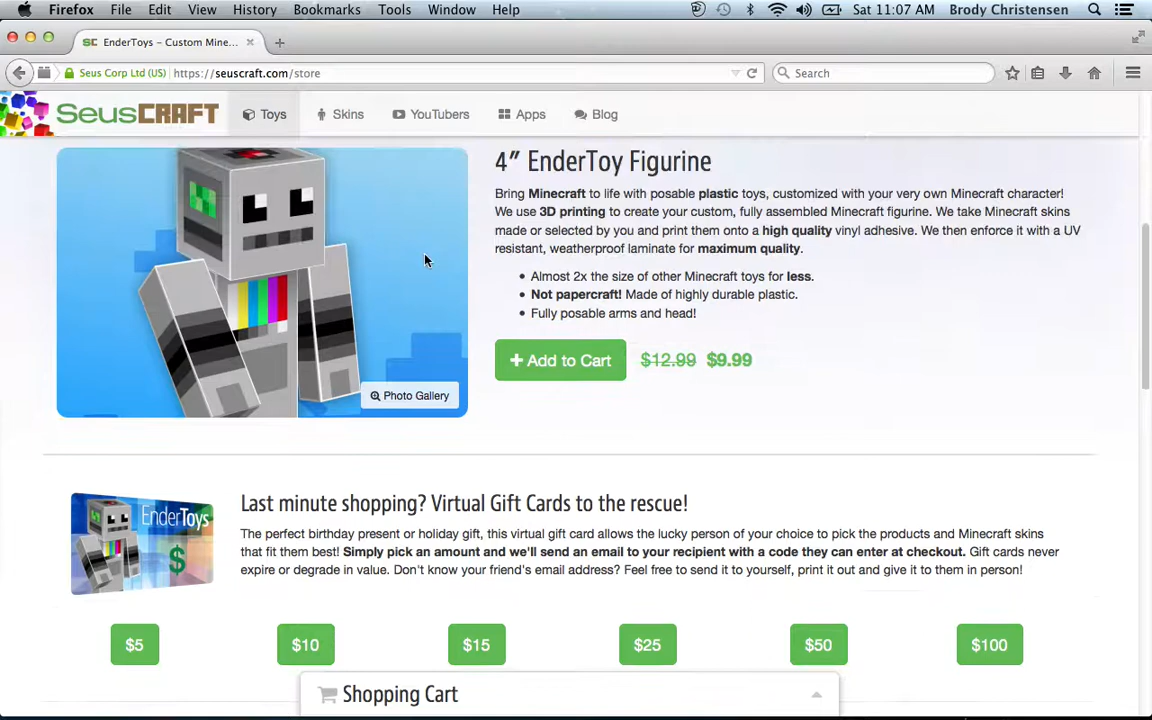 Firefox File Edit View History Bookmarks Tools Window Help Sat 11:07 AM Brody Christensen
SC EnderToys – Custom Mine...
Seus Corp Ltd (US) https://seuscraft.com/store Search
SeusCRAFT Toys Skins YouTubers Apps Blog
4” EnderToy Figurine
Bring Minecraft to life with posable plastic toys, customized with your very own Minecraft character!
We use 3D printing to create your custom, fully assembled Minecraft figurine. We take Minecraft skins
made or selected by you and print them onto a high quality vinyl adhesive. We then enforce it with a UV
resistant, weatherproof laminate for maximum quality.
• Almost 2x the size of other Minecraft toys for less.
• Not papercraft! Made of highly durable plastic.
• Fully posable arms and head!
+ Add to Cart $12.99 $9.99
Photo Gallery
Last minute shopping? Virtual Gift Cards to the rescue!
EnderToys
$
The perfect birthday present or holiday gift, this virtual gift card allows the lucky person of your choice to pick the products and Minecraft skins
that fit them best! Simply pick an amount and we'll send an email to your recipient with a code they can enter at checkout. Gift cards never
expire or degrade in value. Don't know your friend's email address? Feel free to send it to yourself, print it out and give it to them in person!
$5 $10 $15 $25 $50 $100
Shopping Cart